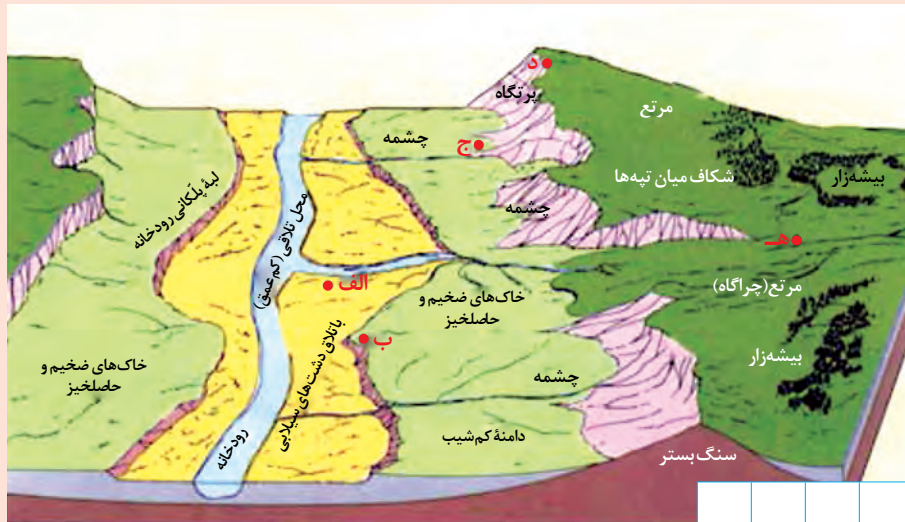 د
پرتگاه
مرتع
چشمه
ج
شکاف میان تپه‌ها
بیشه‌زار
لبهٔ پلکانی رودخانه
چشمه
هـ
محل تلاقی (کم‌عمق)
الف
مرتع (چراگاه)
خاک‌های ضخیم و
حاصلخیز
ب
باتلاق دشت‌های سیلابی
خاک‌های ضخیم و
حاصلخیز
بیشه‌زار
چشمه
رودخانه
دامنهٔ کم‌شیب
سنگ بستر